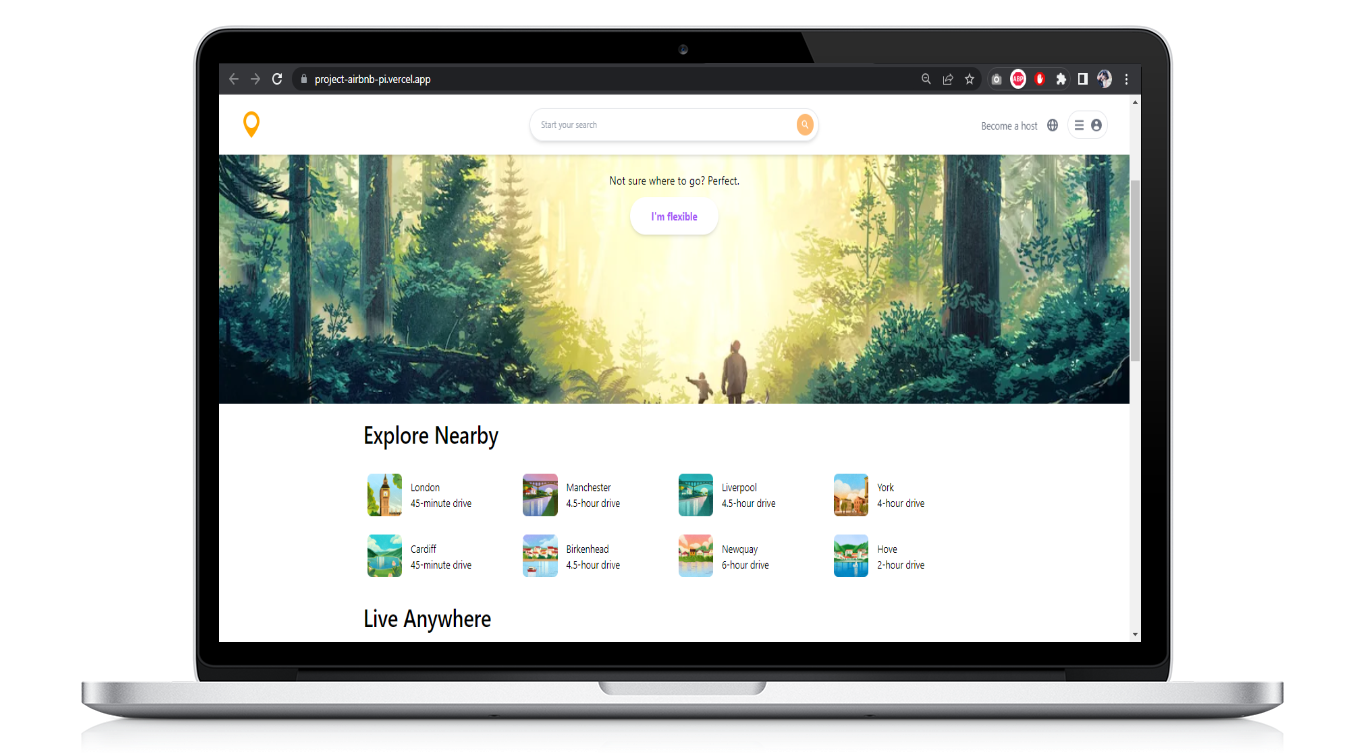 project-airbnb-pi.vercel.app
ABP
Start your search
Become a host
Not sure where to go? Perfect.
I'm flexible
Explore Nearby
London
45-minute drive
Manchester
4.5-hour drive
Liverpool
4.5-hour drive
York
4-hour drive
Cardiff
45-minute drive
Birkenhead
4.5-hour drive
Newquay
6-hour drive
Hove
2-hour drive
Live Anywhere